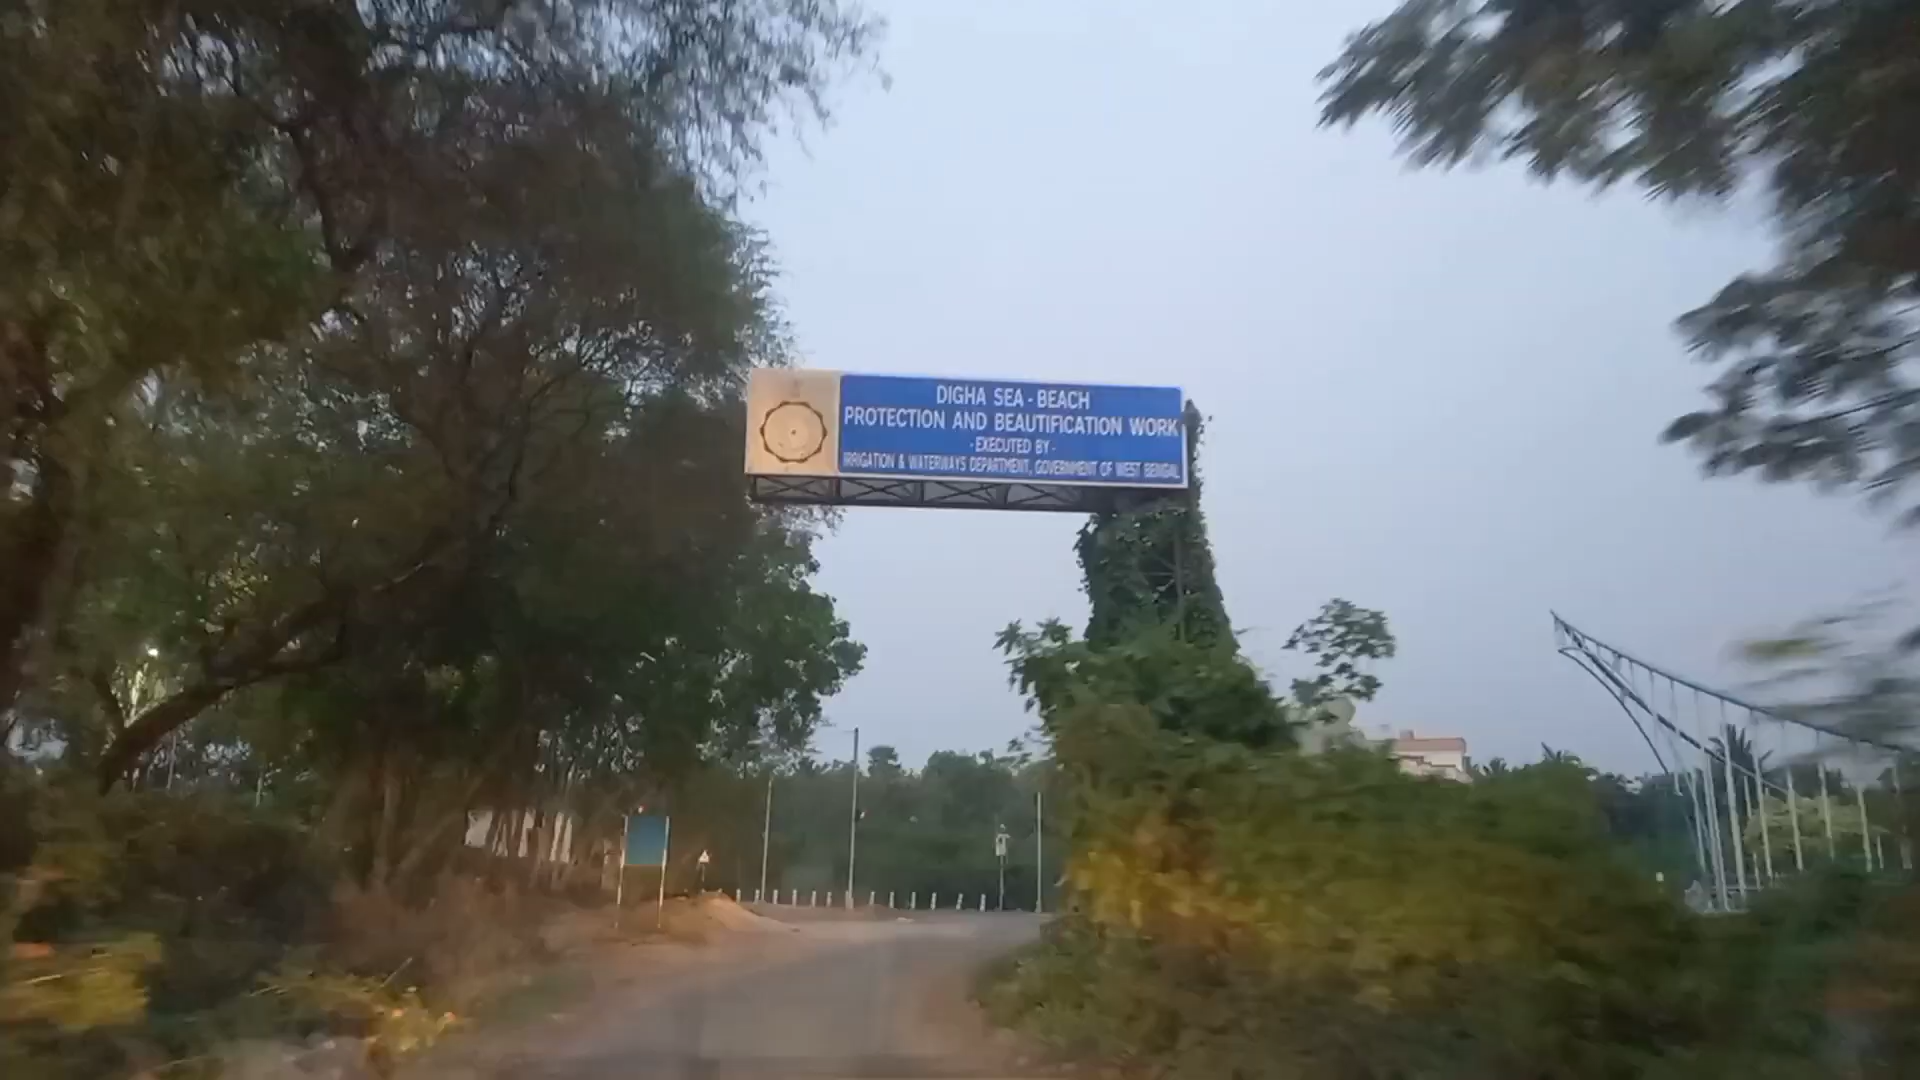 DIGHA SEA - BEACH
PROTECTION AND BEAUTIFICATION WORK
- EXECUTED BY -
IRRIGATION & WATERWAYS DEPARTMENT, GOVERNMENT OF WEST BENGAL